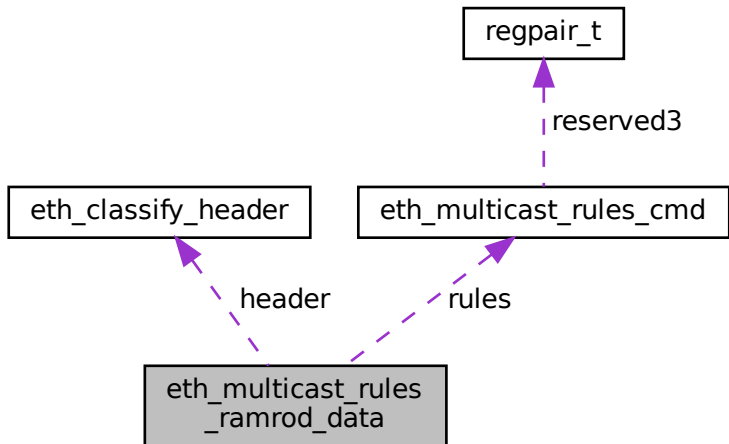 regpair_t
reserved3
eth_classify_header
eth_multicast_rules_cmd
header
rules
eth_multicast_rules
_ramrod_data